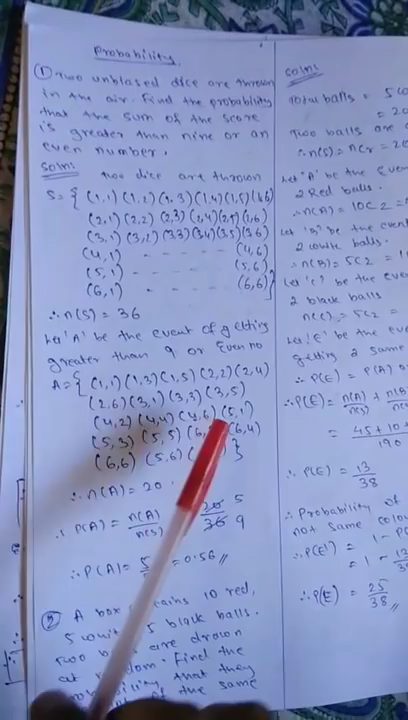 Probability.
① Two unbiased dice are thrown
in the air. Find the probability
that the sum of the score
is greater than nine or an
even number.
Soln:
Two dice are thrown
S = { (1,1) (1,2) (1,3) (1,4) (1,5) (1,6)
(2,1) (2,2) (2,3) (2,4) (2,5) (2,6)
(3,1) (3,2) (3,3) (3,4) (3,5) (3,6)
(4,1) - - - - - (4,6)
(5,1) - - - - - (5,6)
(6,1) - - - - - (6,6) }
∴ n(S) = 36
Let 'A' be the event of getting
greater than 9 or Even no
A = { (1,1) (1,3) (1,5) (2,2) (2,4)
(2,6) (3,1) (3,3) (3,5)
(4,2) (4,4) (4,6) (5,1)
(5,3) (5,5) (6, (6,4)
(6,6) (5,6) ( }
∴ n(A) = 20
P(A) = n(A)/n(S) 20/36 5/9
∴ P(A) = 5/ = 0.56 //
② A box 10 red,
5 5 black balls.
Two are drown
at Find the
that they
of the same
Soln:
Total balls = 5
= 20
Two balls are
∴ n(S) = nCr = 20
Let 'A' be the event
2 Red balls.
∴ n(A) = 10C2 =
Let 'B' be the event
2 white balls.
∴ n(B) = 5C2 = 10
Let 'C' be the event
2 black balls
n(C) = 5C2 =
Let 'E' be the event
getting 2 same
∴ P(E) = P(A) or
∴ P(E) = n(A)/n(S) + n(B)
= 45 + 10 + /190
∴ P(E) = 13/38
∴ Probability of
not same colour
∴ P(E') = 1 - P(
= 1 - 13/38
∴ P(E') = 25/38 //